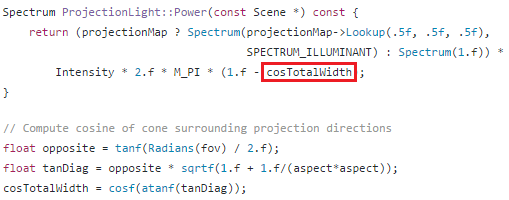 Spectrum ProjectionLight::Power(const Scene *) const {
    return (projectionMap ? Spectrum(projectionMap->Lookup(.5f, .5f, .5f),
                             SPECTRUM_ILLUMINANT) : Spectrum(1.f)) *
        Intensity * 2.f * M_PI * (1.f - cosTotalWidth ;
}
// Compute cosine of cone surrounding projection directions
float opposite = tanf(Radians(fov) / 2.f);
float tanDiag = opposite * sqrtf(1.f + 1.f/(aspect*aspect));
cosTotalWidth = cosf(atanf(tanDiag));